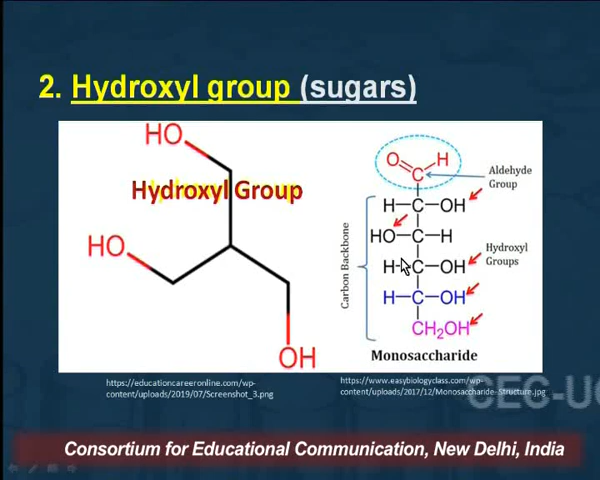 2. Hydroxyl group (sugars)
HO
Hydroxyl Group
HO
OH
O H
C
Aldehyde
Group
H-C-OH
HO-C-H
Hydroxyl
Groups
H-C-OH
H-C-OH
CH₂OH
Carbon Backbone
Monosaccharide
https://educationcareeronline.com/wp-
content/uploads/2019/07/Screenshot_3.png
https://www.easybiologyclass.com/wp-
content/uploads/2017/12/Monosaccharide-Structure.jpg
CEC-UG
Consortium for Educational Communication, New Delhi, India